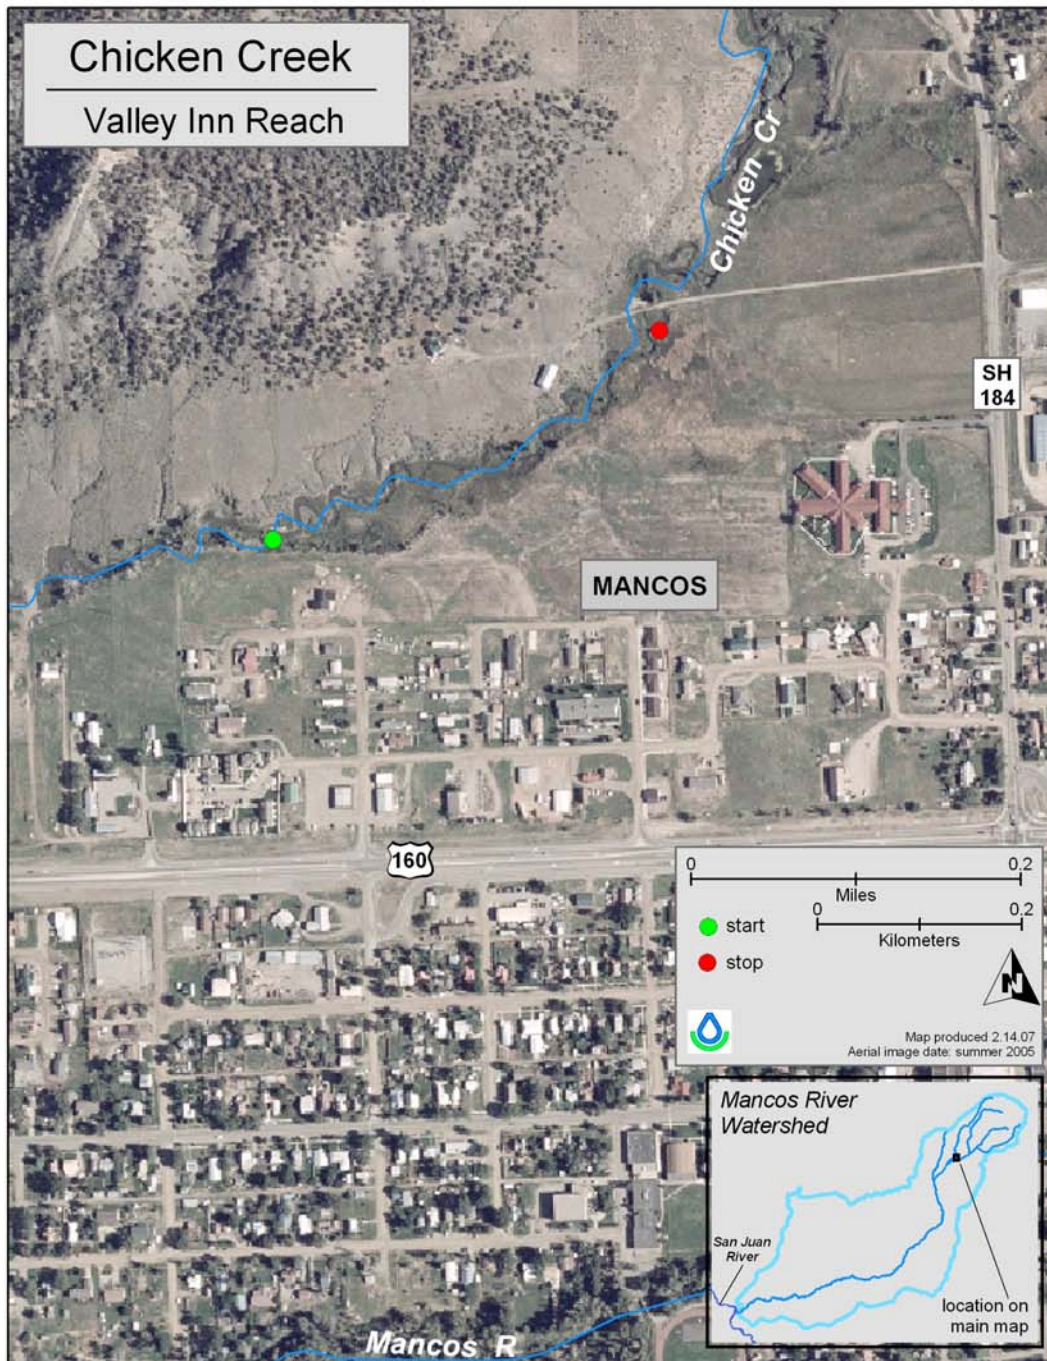 Chicken Creek
Valley Inn Reach
Chicken Cr
SH
184
MANCOS
160
0
0.2
Miles
0
0.2
Kilometers
start
stop
N
Map produced 2.14.07
Aerial image date: summer 2005
Mancos River
Watershed
San Juan
River
location on
main map
Mancos R